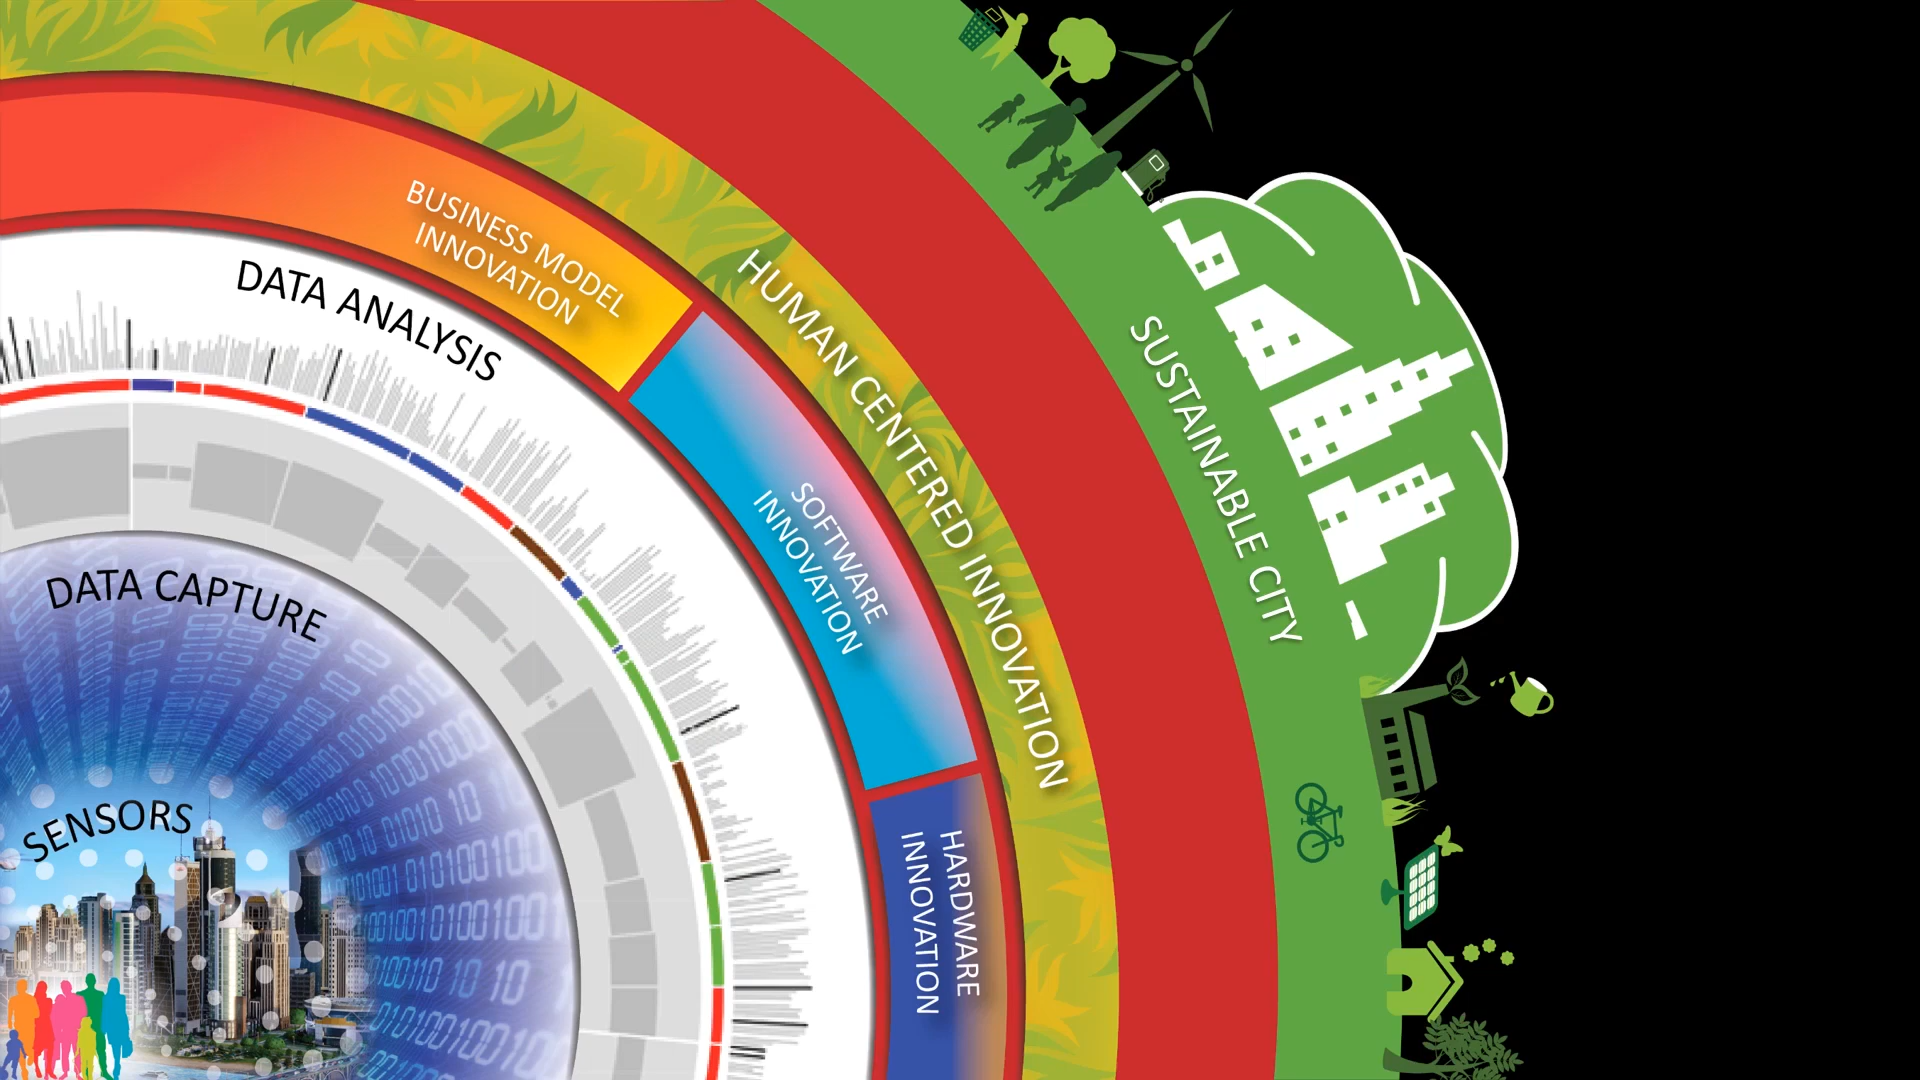 BUSINESS MODEL
INNOVATION
DATA ANALYSIS
HUMAN CENTERED INNOVATION
SUSTAINABLE CITY
SOFTWARE
INNOVATION
DATA CAPTURE
SENSORS
HARDWARE
INNOVATION